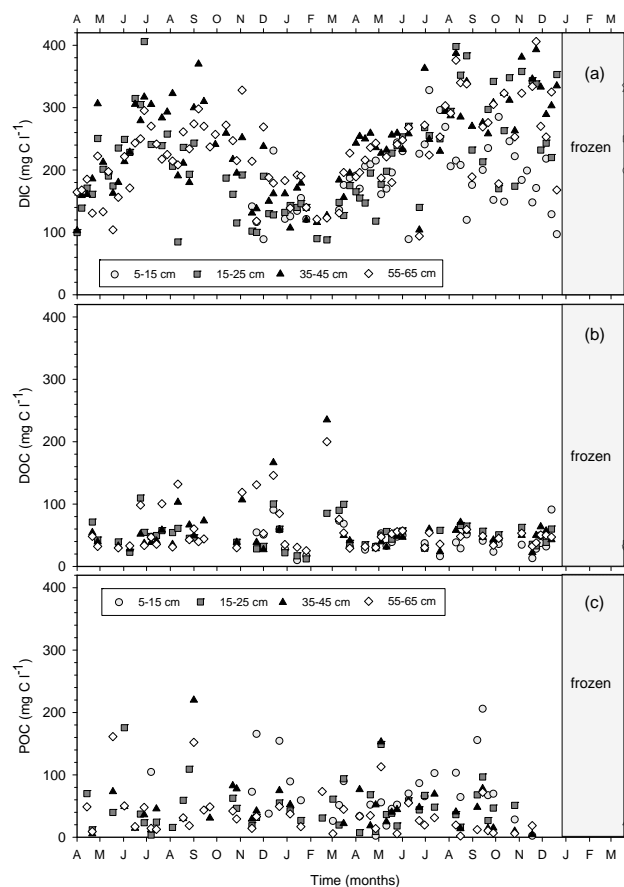 A M J J A S O N D J F M A M J J A S O N D J F M
400
(a)
300
DIC (mg C l-1)
200
frozen
100
5-15 cm 15-25 cm 35-45 cm 55-65 cm
0
400
(b)
300
DOC (mg C l-1)
200
frozen
100
0
400
5-15 cm 15-25 cm 35-45 cm 55-65 cm
(c)
300
POC (mg C l-1)
200
frozen
100
0
A M J J A S O N D J F M A M J J A S O N D J F M
Time (months)